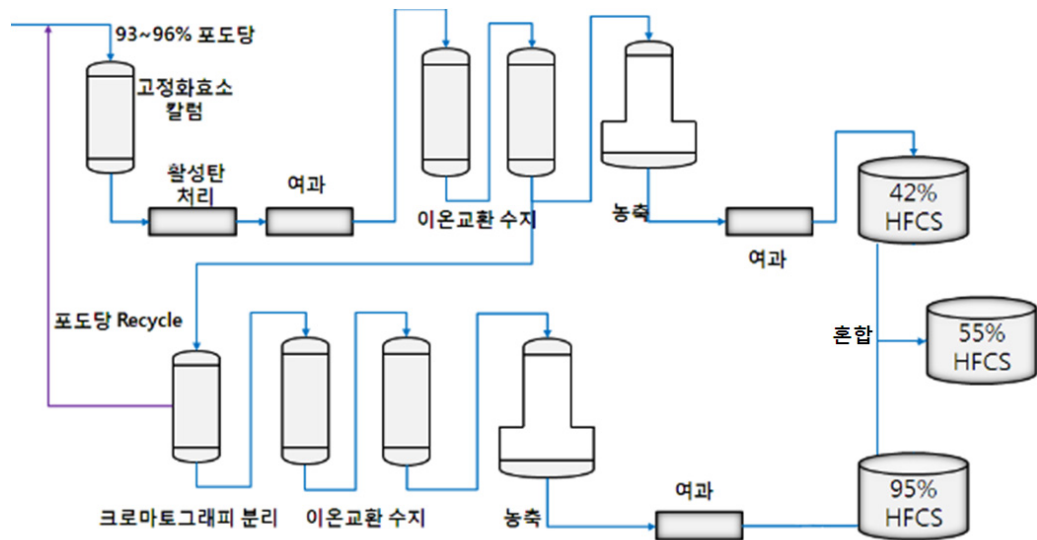 93~96% 포도당
고정화효소
칼럼
활성탄
처리
여과
이온교환 수지
농축
여과
42%
HFCS
포도당 Recycle
혼합
55%
HFCS
크로마토그래피 분리
이온교환 수지
농축
여과
95%
HFCS